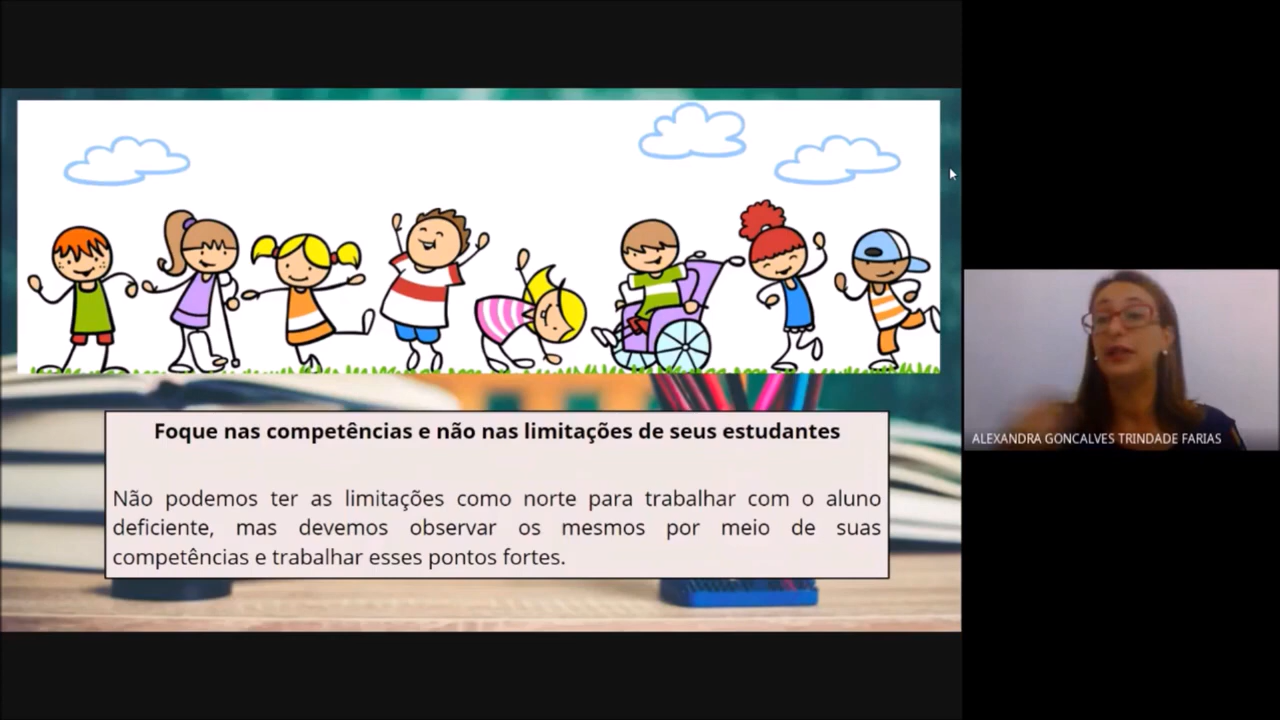 Foque nas competências e não nas limitações de seus estudantes
Não podemos ter as limitações como norte para trabalhar com o aluno
deficiente, mas devemos observar os mesmos por meio de suas
competências e trabalhar esses pontos fortes.
ALEXANDRA GONCALVES TRINDADE FARIAS